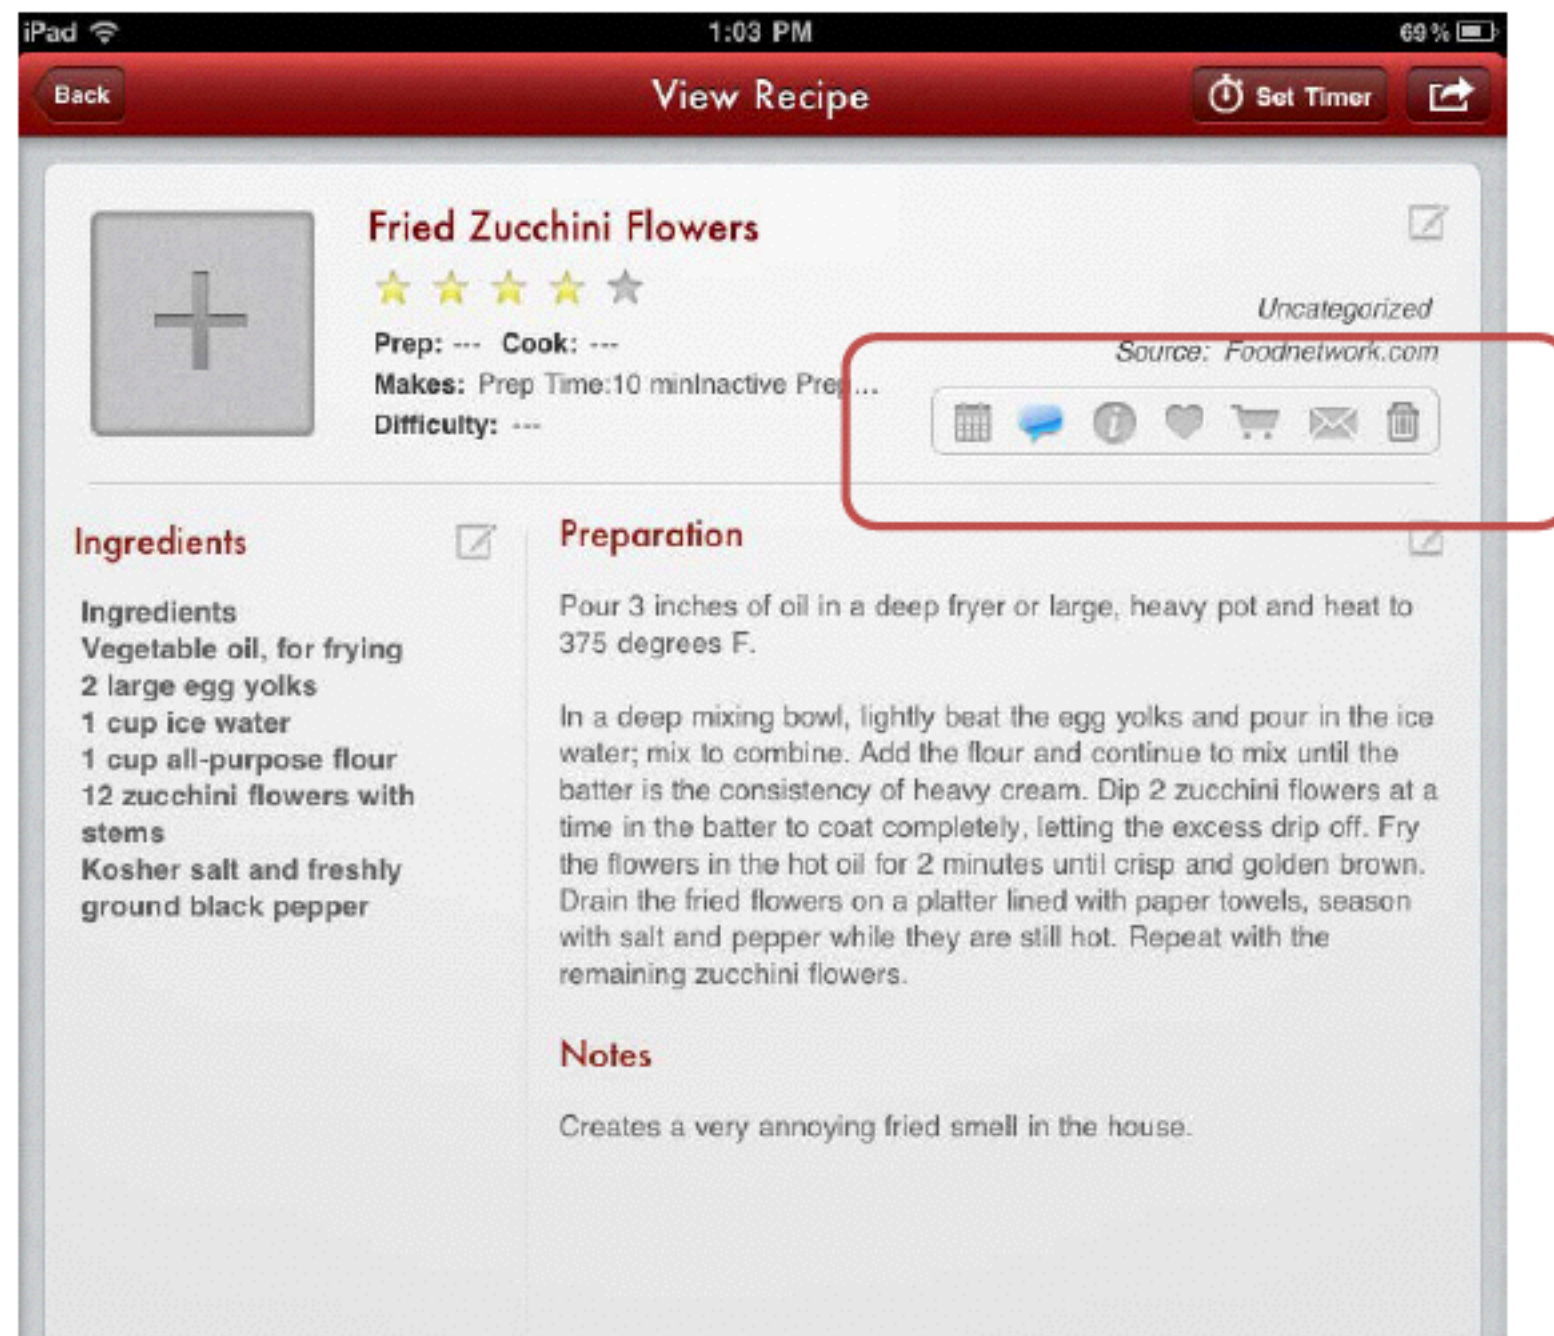 iPad 1:03 PM 69%
Back View Recipe Set Timer
Fried Zucchini Flowers
Uncategorized
Source: Foodnetwork.com
Prep: --- Cook: ---
Makes: Prep Time:10 minInactive Prep...
Difficulty: ---
Ingredients
Ingredients
Vegetable oil, for frying
2 large egg yolks
1 cup ice water
1 cup all-purpose flour
12 zucchini flowers with
stems
Kosher salt and freshly
ground black pepper
Preparation
Pour 3 inches of oil in a deep fryer or large, heavy pot and heat to
375 degrees F.
In a deep mixing bowl, lightly beat the egg yolks and pour in the ice
water; mix to combine. Add the flour and continue to mix until the
batter is the consistency of heavy cream. Dip 2 zucchini flowers at a
time in the batter to coat completely, letting the excess drip off. Fry
the flowers in the hot oil for 2 minutes until crisp and golden brown.
Drain the fried flowers on a platter lined with paper towels, season
with salt and pepper while they are still hot. Repeat with the
remaining zucchini flowers.
Notes
Creates a very annoying fried smell in the house.